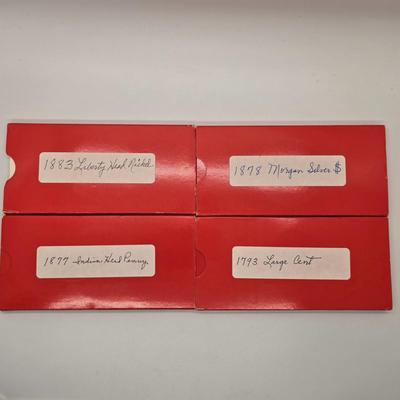 1883 Liberty Head Nickel
1878 Morgan Silver $
1877 Indian Head Penny
1793 Large Cent